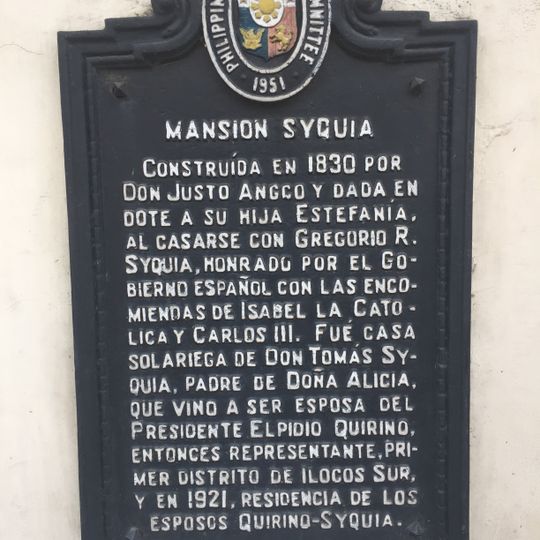 PHILIPPINE
COMMITTEE
1951
MANSION SYQUIA
CONSTRUÍDA EN 1830 POR
DON JUSTO ANGCO Y DADA EN
DOTE A SU HIJA ESTEFANÍA,
AL CASARSE CON GREGORIO R.
SYQUIA, HONRADO POR EL GO-
BIERNO ESPAÑOL CON LAS ENCO-
MIENDAS DE ISABEL LA CATO-
LICA Y CARLOS III. FUÉ CASA
SOLARIEGA DE DON TOMÁS SY-
QUIA, PADRE DE DOÑA ALICIA,
QUE VINO A SER ESPOSA DEL
PRESIDENTE ELPIDIO QUIRINO,
ENTONCES REPRESENTANTE, PRI-
MER DISTRITO DE ILOCOS SUR,
Y EN 1921, RESIDENCIA DE LOS
ESPOSOS QUIRINO-SYQUIA.